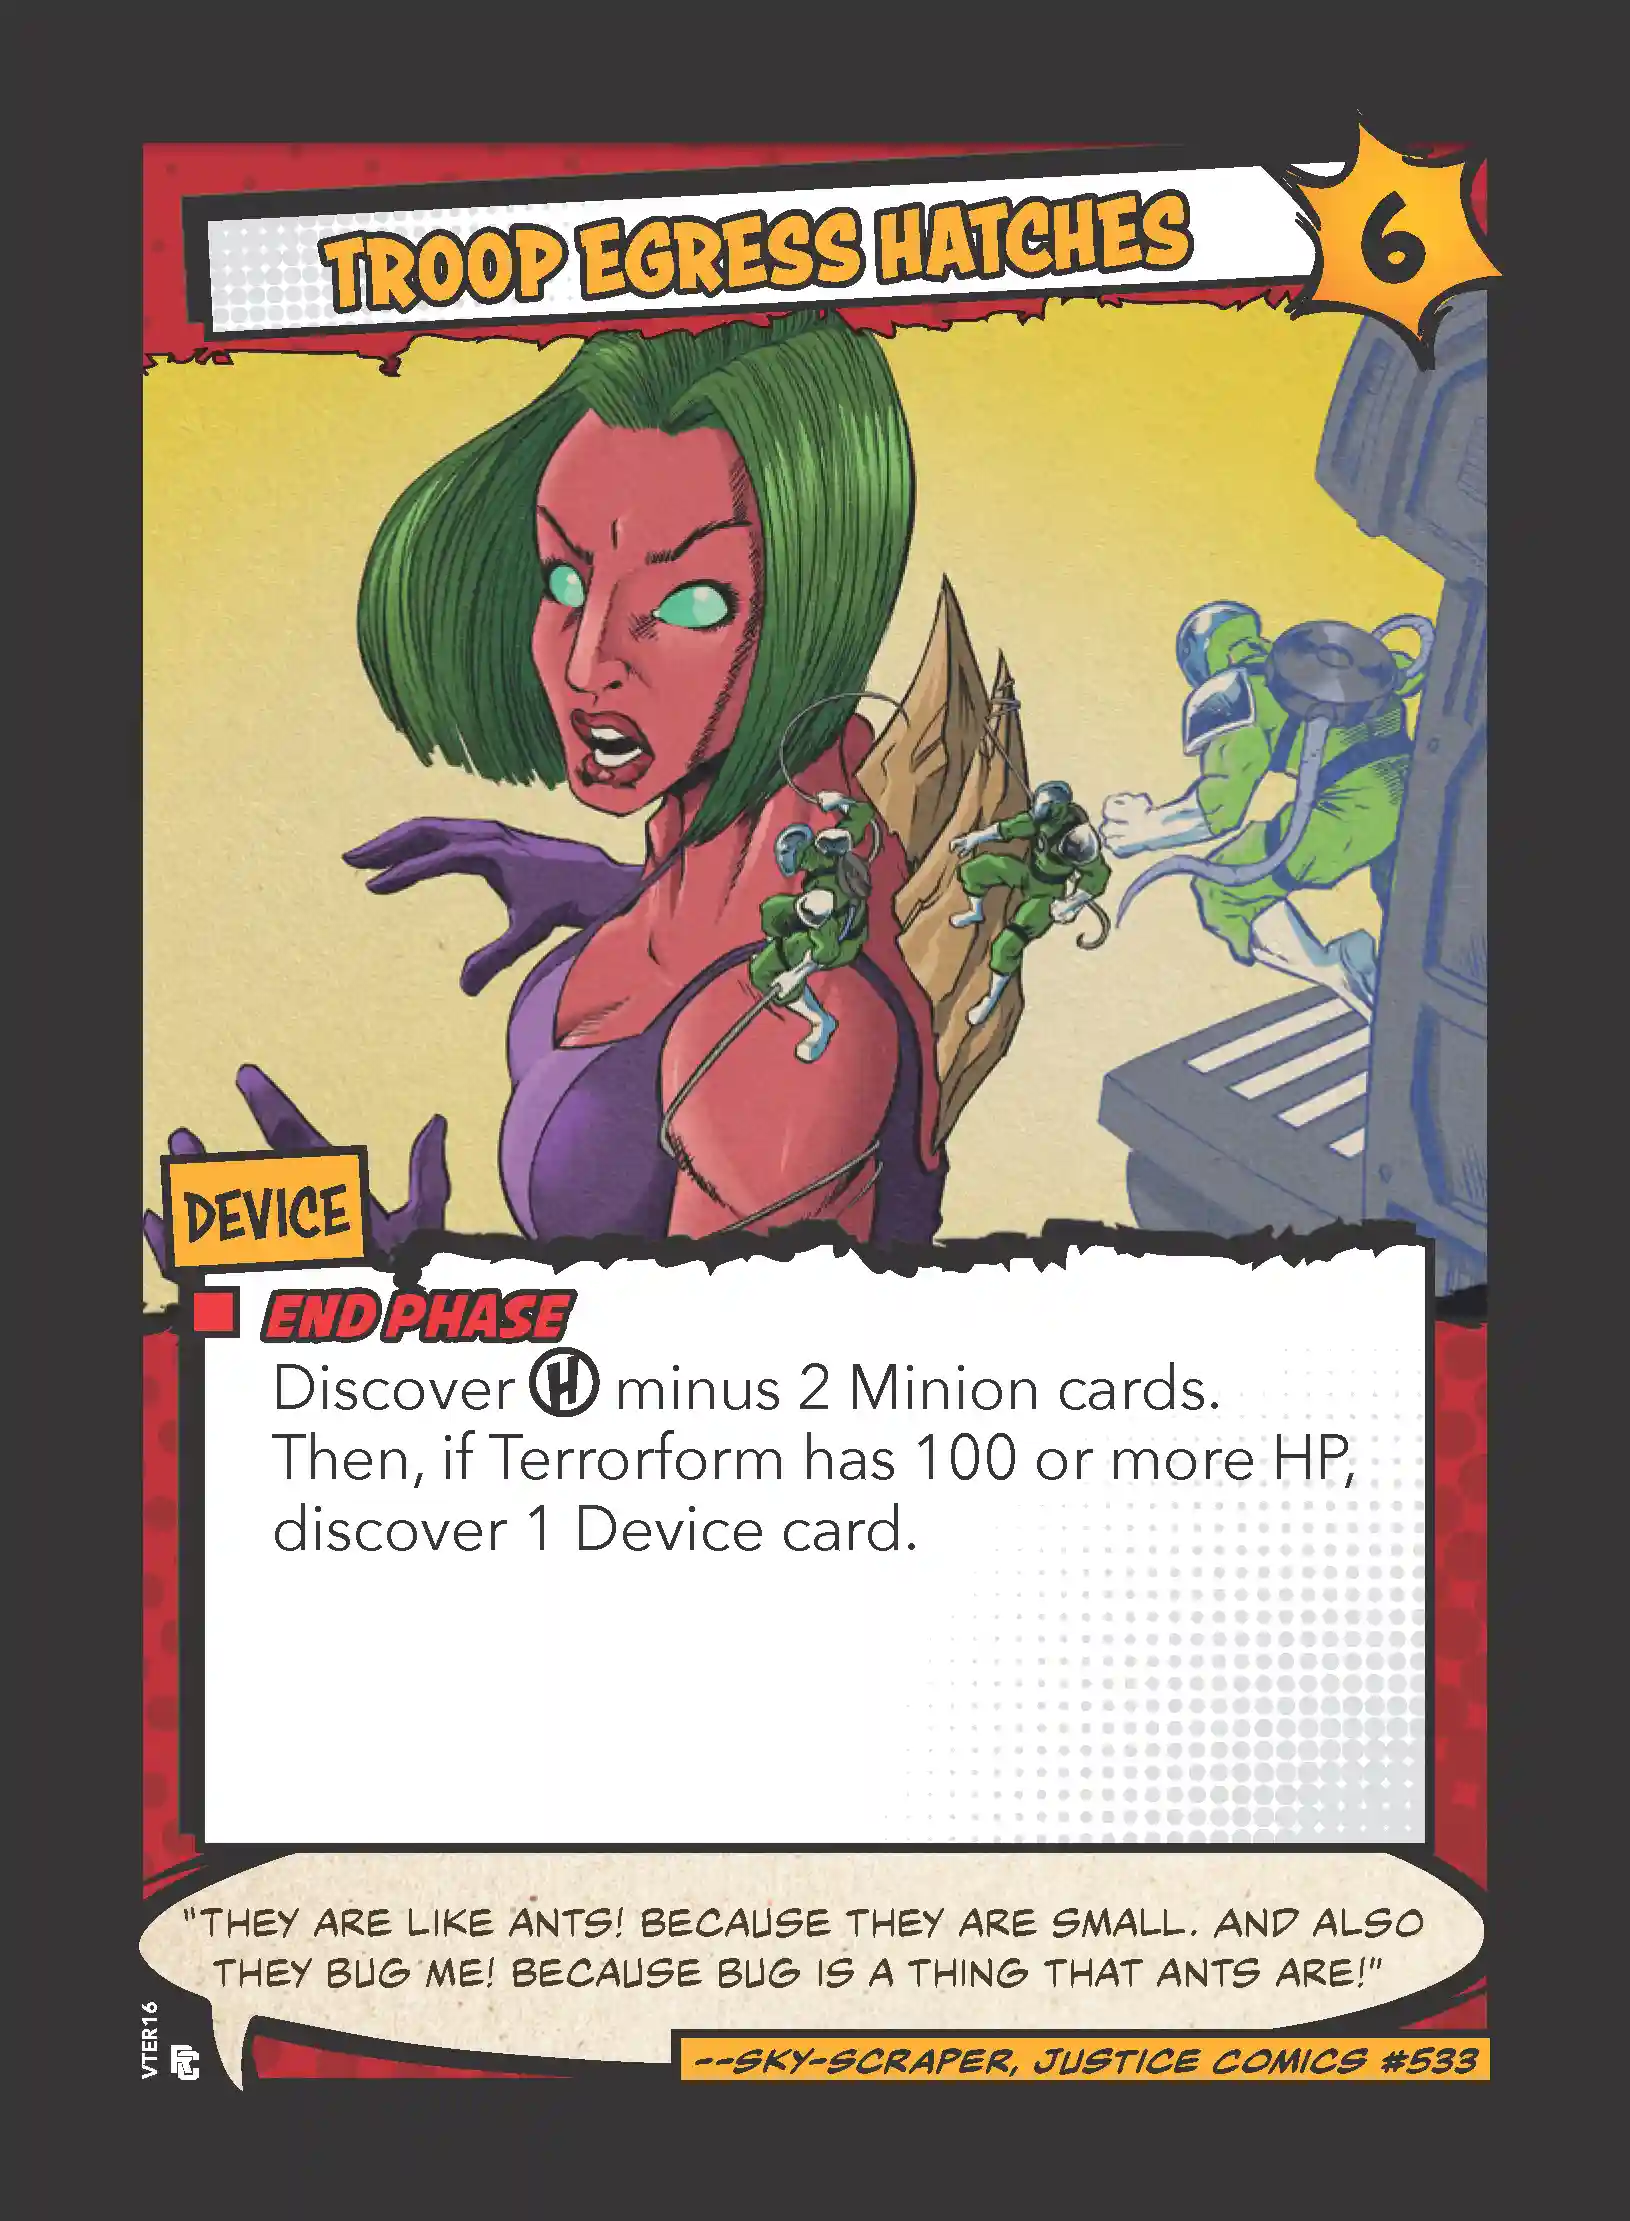 TROOP EGRESS HATCHES
6
DEVICE
END PHASE
Discover H minus 2 Minion cards.
Then, if Terrorform has 100 or more HP,
discover 1 Device card.
"THEY ARE LIKE ANTS! BECAUSE THEY ARE SMALL. AND ALSO
THEY BUG ME! BECAUSE BUG IS A THING THAT ANTS ARE!"
--SKY-SCRAPER, JUSTICE COMICS #533
VTER16